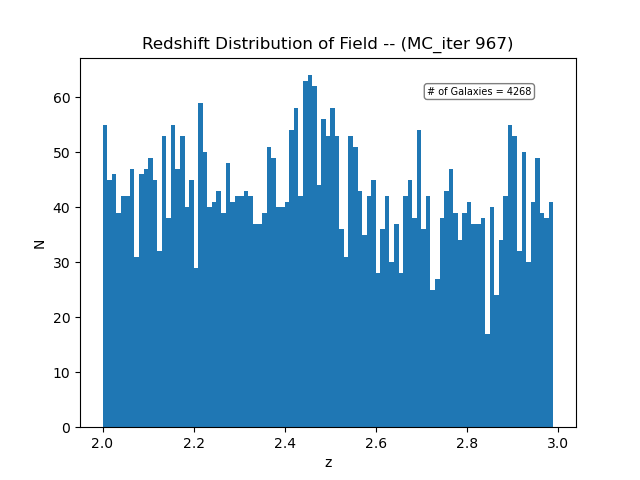 Redshift Distribution of Field -- (MC_iter 967)
# of Galaxies = 4268
60
50
40
30
20
10
0
N
2.0 2.2 2.4 2.6 2.8 3.0
z